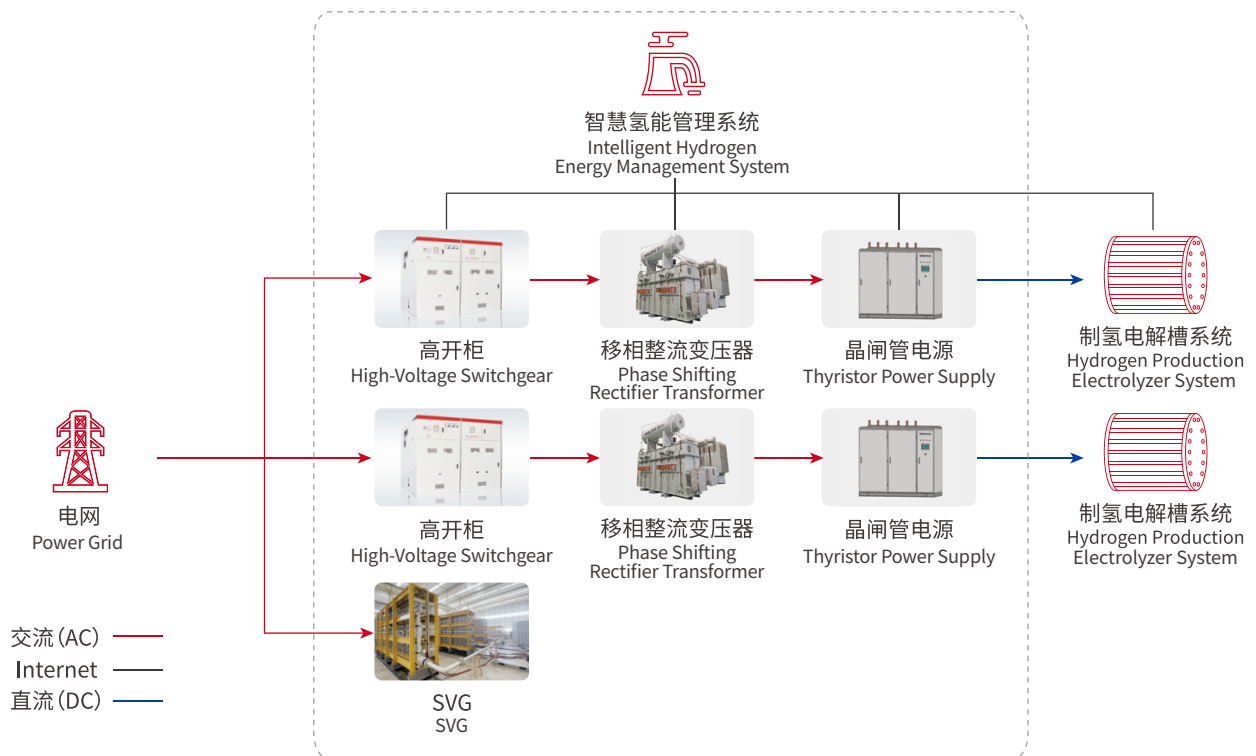 智慧氢能管理系统
Intelligent Hydrogen
Energy Management System
高开柜
High-Voltage Switchgear
移相整流变压器
Phase Shifting
Rectifier Transformer
晶闸管电源
Thyristor Power Supply
制氢电解槽系统
Hydrogen Production
Electrolyzer System
电网
Power Grid
高开柜
High-Voltage Switchgear
移相整流变压器
Phase Shifting
Rectifier Transformer
晶闸管电源
Thyristor Power Supply
制氢电解槽系统
Hydrogen Production
Electrolyzer System
SVG
SVG
交流(AC)
Internet
直流(DC)